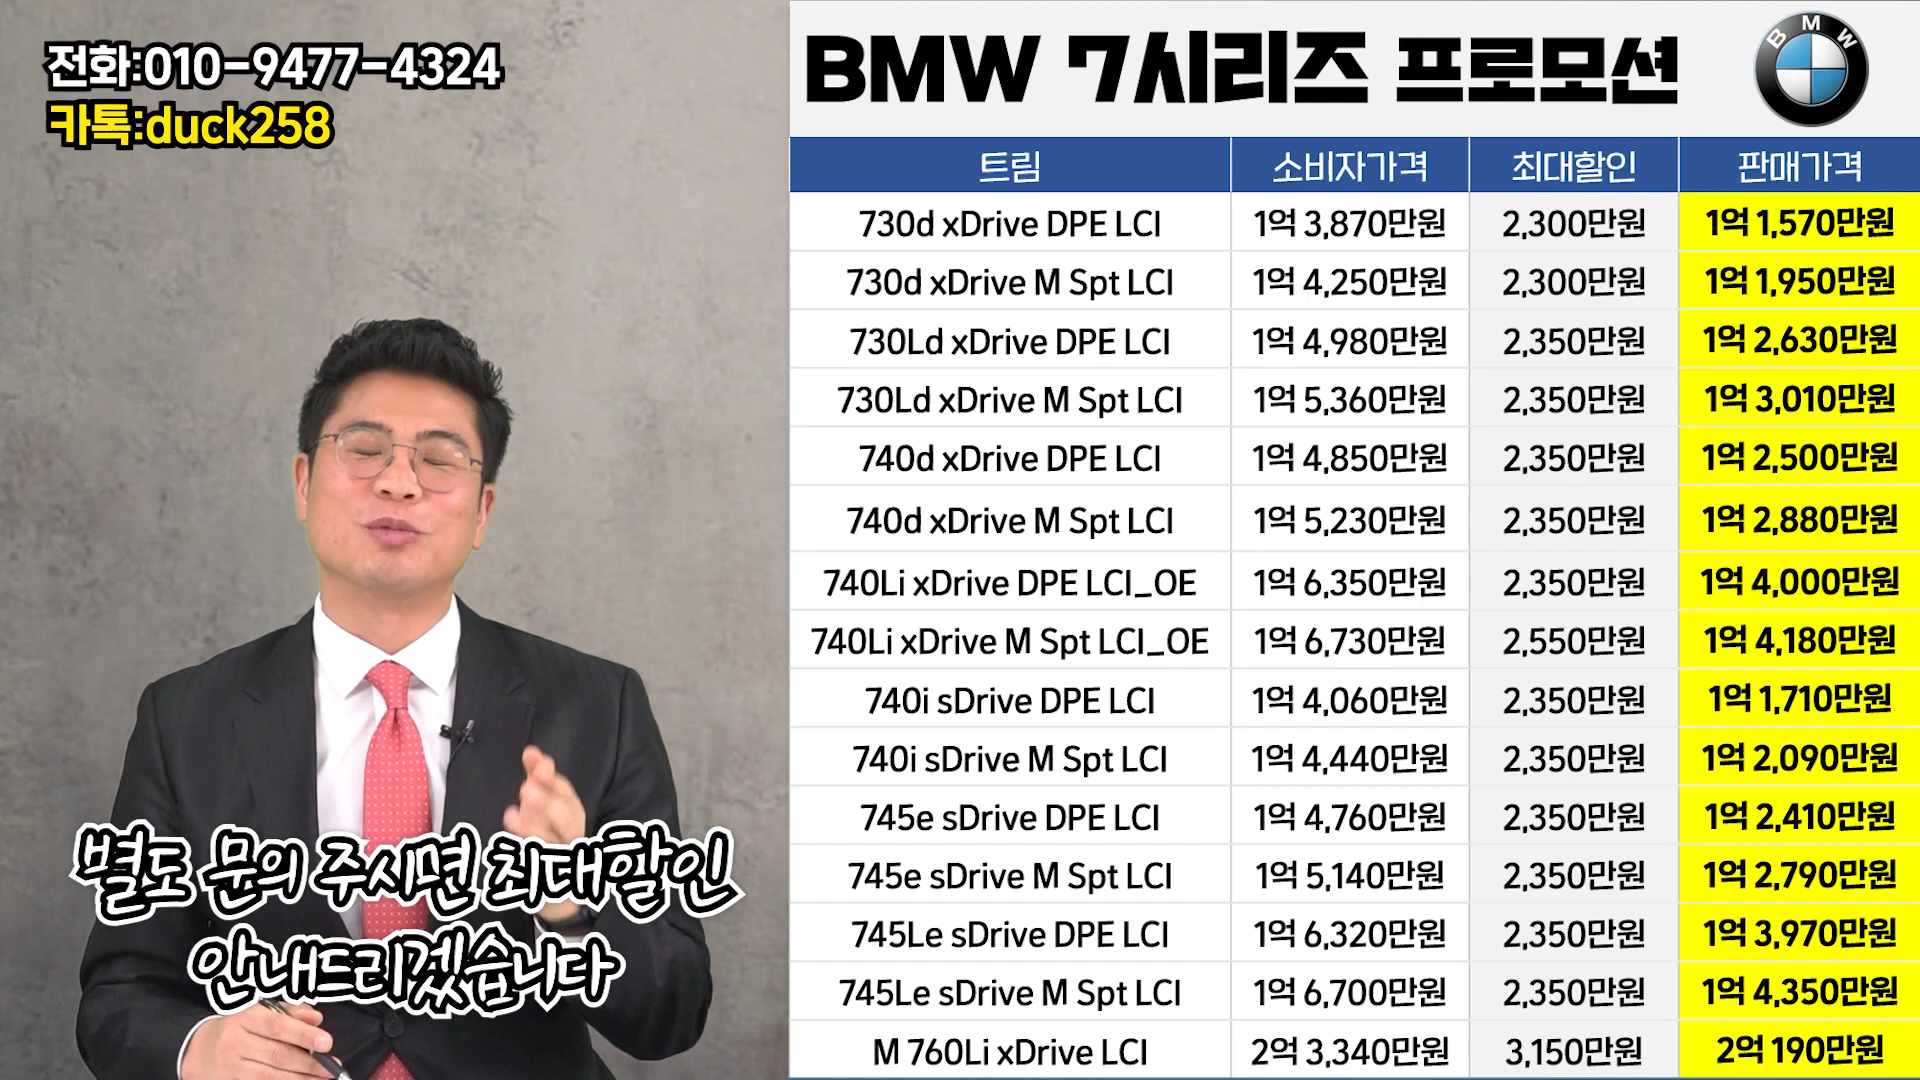 전화:010-9477-4324
카톡:duck258
BMW 7시리즈 프로모션
BMW
트림 소비자가격 최대할인 판매가격
730d xDrive DPE LCI 1억 3,870만원 2,300만원 1억 1,570만원
730d xDrive M Spt LCI 1억 4,250만원 2,300만원 1억 1,950만원
730Ld xDrive DPE LCI 1억 4,980만원 2,350만원 1억 2,630만원
730Ld xDrive M Spt LCI 1억 5,360만원 2,350만원 1억 3,010만원
740d xDrive DPE LCI 1억 4,850만원 2,350만원 1억 2,500만원
740d xDrive M Spt LCI 1억 5,230만원 2,350만원 1억 2,880만원
740Li xDrive DPE LCI_OE 1억 6,350만원 2,350만원 1억 4,000만원
740Li xDrive M Spt LCI_OE 1억 6,730만원 2,550만원 1억 4,180만원
740i sDrive DPE LCI 1억 4,060만원 2,350만원 1억 1,710만원
740i sDrive M Spt LCI 1억 4,440만원 2,350만원 1억 2,090만원
745e sDrive DPE LCI 1억 4,760만원 2,350만원 1억 2,410만원
745e sDrive M Spt LCI 1억 5,140만원 2,350만원 1억 2,790만원
745Le sDrive DPE LCI 1억 6,320만원 2,350만원 1억 3,970만원
745Le sDrive M Spt LCI 1억 6,700만원 2,350만원 1억 4,350만원
M 760Li xDrive LCI 2억 3,340만원 3,150만원 2억 190만원
별도 문의 주시면 최대할인
안내드리겠습니다